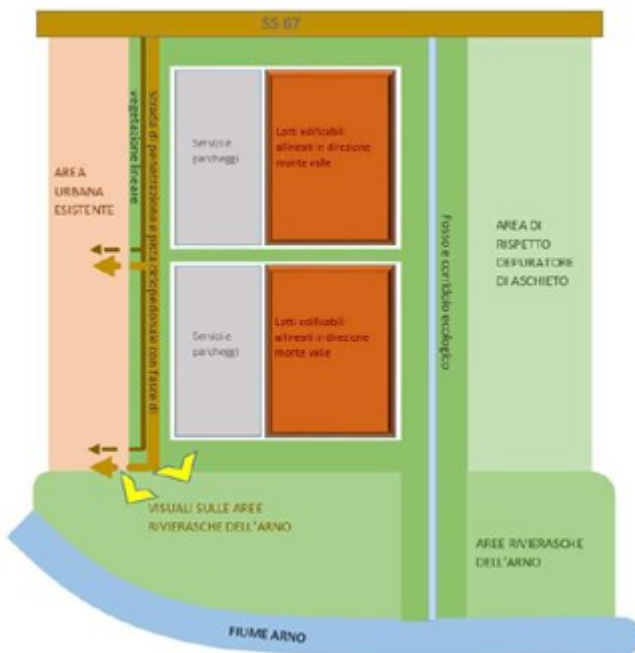 SS 67
AREA
URBANA
ESISTENTE
vegetazione lineare
Strada di penetrazione e pista ciclopedonale con fasce di
Servizi e
parcheggi
Lotti edificabili
allineati in direzione
monte valle
Servizi e
parcheggi
Lotti edificabili
allineati in direzione
monte valle
Fosso e corridoio ecologico
AREA DI
RISPETTO
DEPURATORE
DI ASCHIETO
VISUALI SULLE AREE
RIVIERASCHE DELL'ARNO
AREE RIVIERASCHE
DELL'ARNO
FIUME ARNO